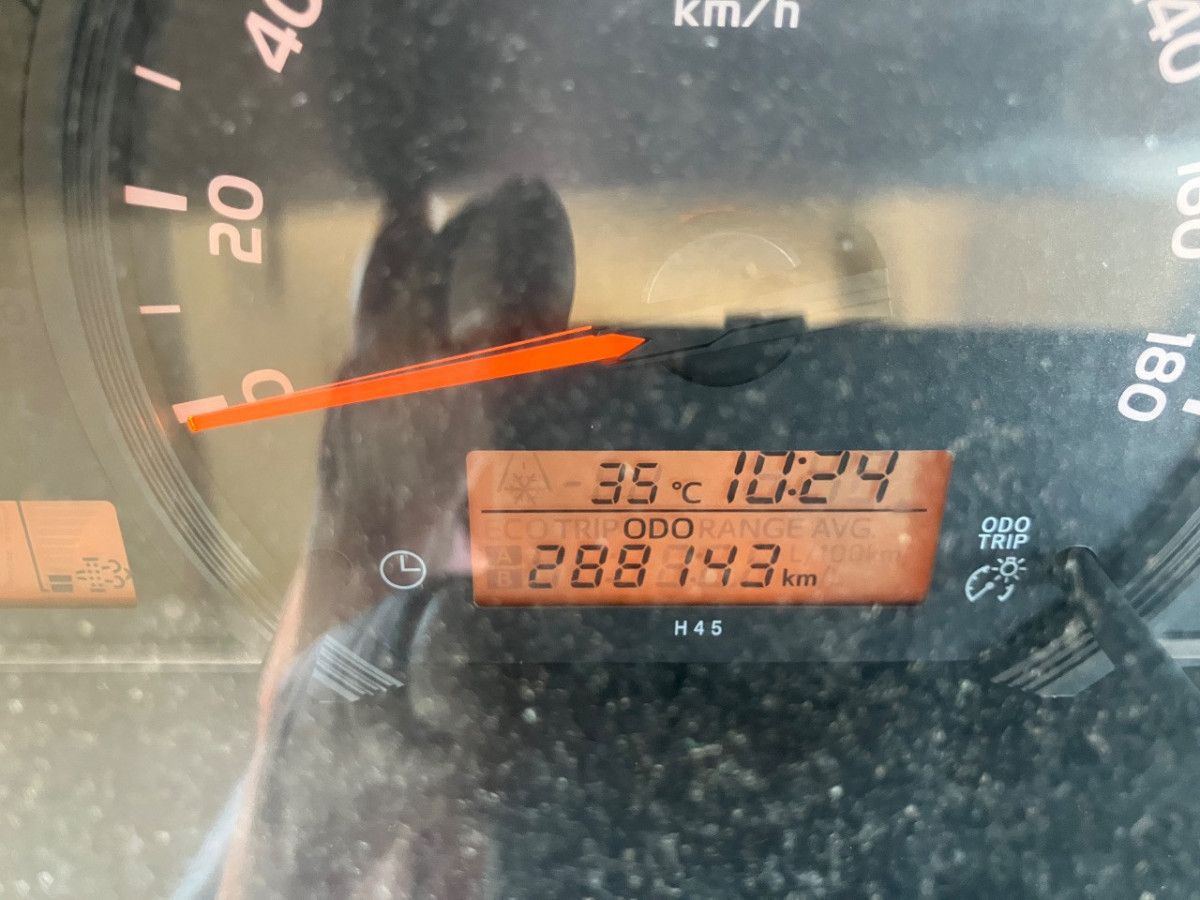 km/h
40
20
0
160
180
35 °C 10:24
ECO TRIP ODO RANGE AVG.
A
B
288143 km
L/100km
ODO
TRIP
H45